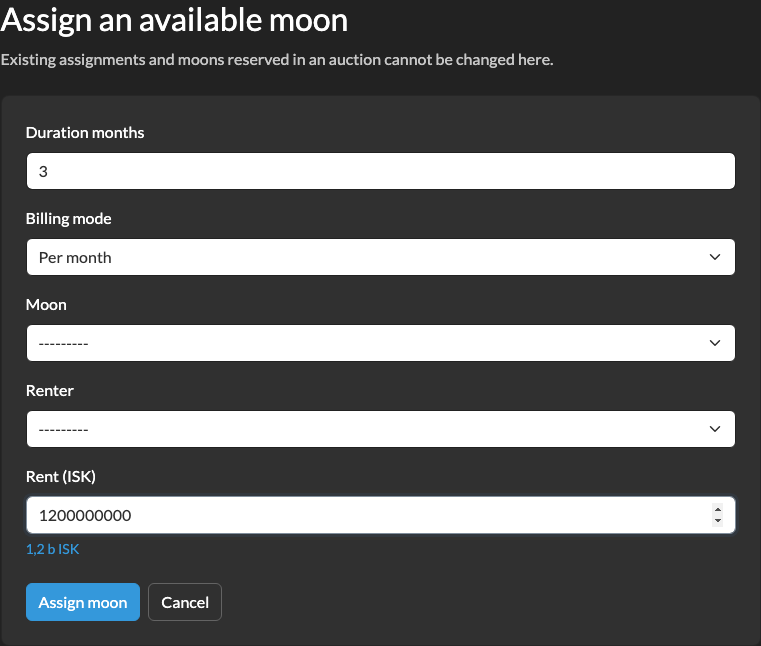 Assign an available moon
Existing assignments and moons reserved in an auction cannot be changed here.
Duration months
3
Billing mode
Per month
Moon
---------
Renter
---------
Rent (ISK)
1200000000
1,2 b ISK
Assign moon
Cancel